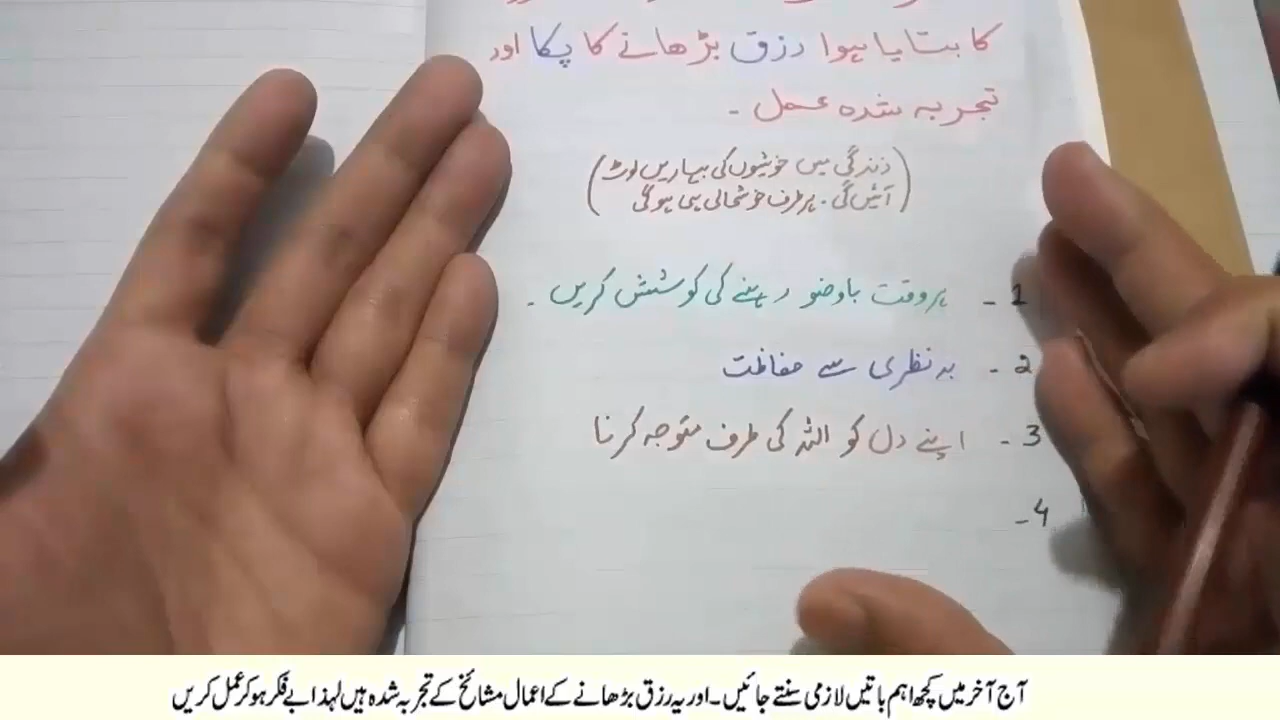 کا بتایا ہوا رزق بڑھانے کا پکا اور
تجربہ شدہ عمل ۔
(زندگی میں خوشیوں کی بہاریں لوٹ
آئیں گی ۔ ہر طرف خوشحالی ہی ہوگی)
1 - ہر وقت باوضو رہنے کی کوشش کریں ۔
2 - بدنظری سے حفاظت
3 - اپنے دل کو اللہ کی طرف متوجہ کرنا
4 -
آج آخر میں کچھ اہم باتیں لازمی سنتے جائیں ۔ اور یہ رزق بڑھانے کے اعمال مشائخ کے تجربہ شدہ ہیں لہذا بے فکر ہو کر عمل کریں